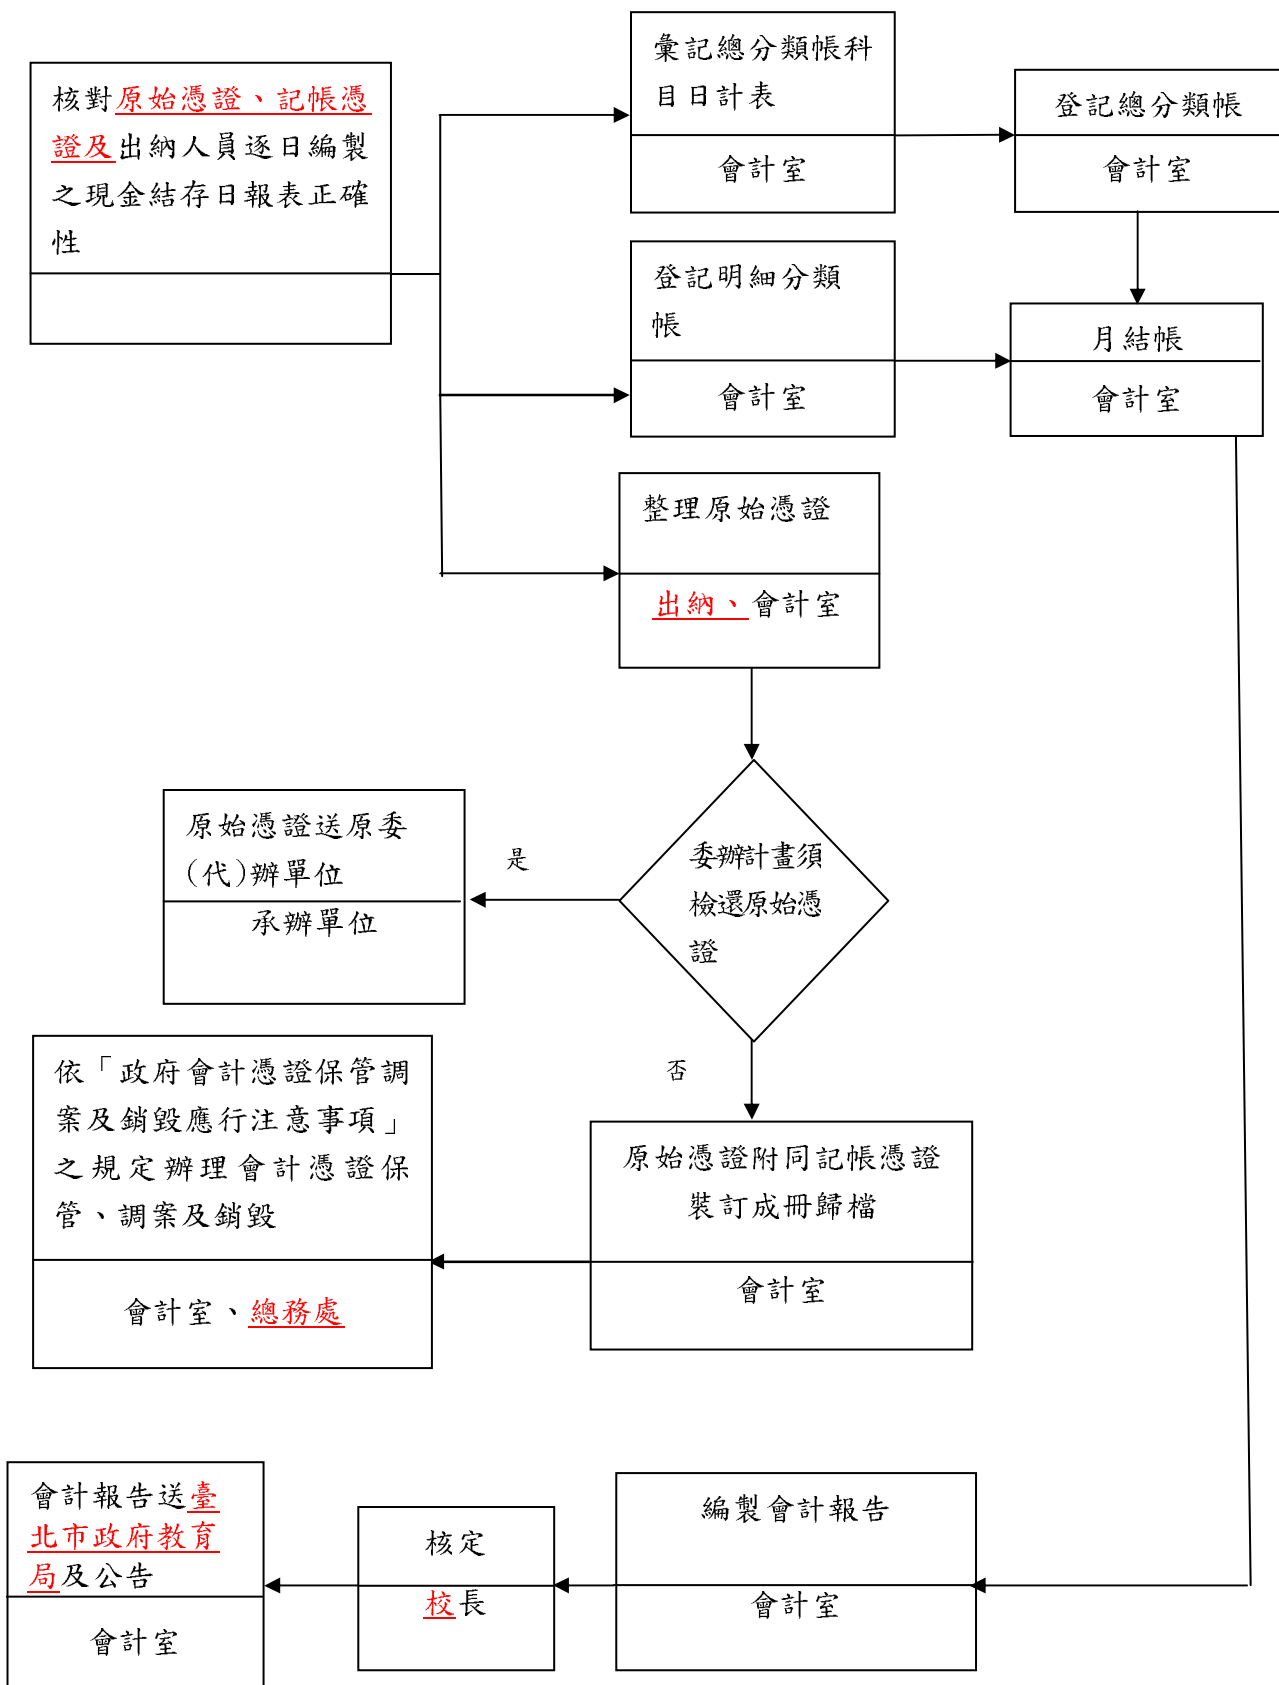 核對原始憑證、記帳憑
證及出納人員逐日編製
之現金結存日報表正確
性
彙記總分類帳科
目日計表
會計室
登記總分類帳
會計室
登記明細分類
帳
會計室
月結帳
會計室
整理原始憑證
出納、會計室
委辦計畫須
檢還原始憑
證
是
原始憑證送原委
(代)辦單位
承辦單位
否
原始憑證附同記帳憑證
裝訂成冊歸檔
會計室
依「政府會計憑證保管調
案及銷毀應行注意事項」
之規定辦理會計憑證保
管、調案及銷毀
會計室、總務處
編製會計報告
會計室
核定
校長
會計報告送臺
北市政府教育
局及公告
會計室